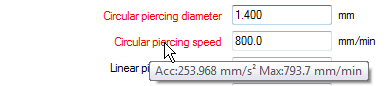 Circular piercing diameter 1.400 mm
Circular piercing speed 800.0 mm/min
Linear pi
Acc:253.968 mm/s² Max:793.7 mm/min